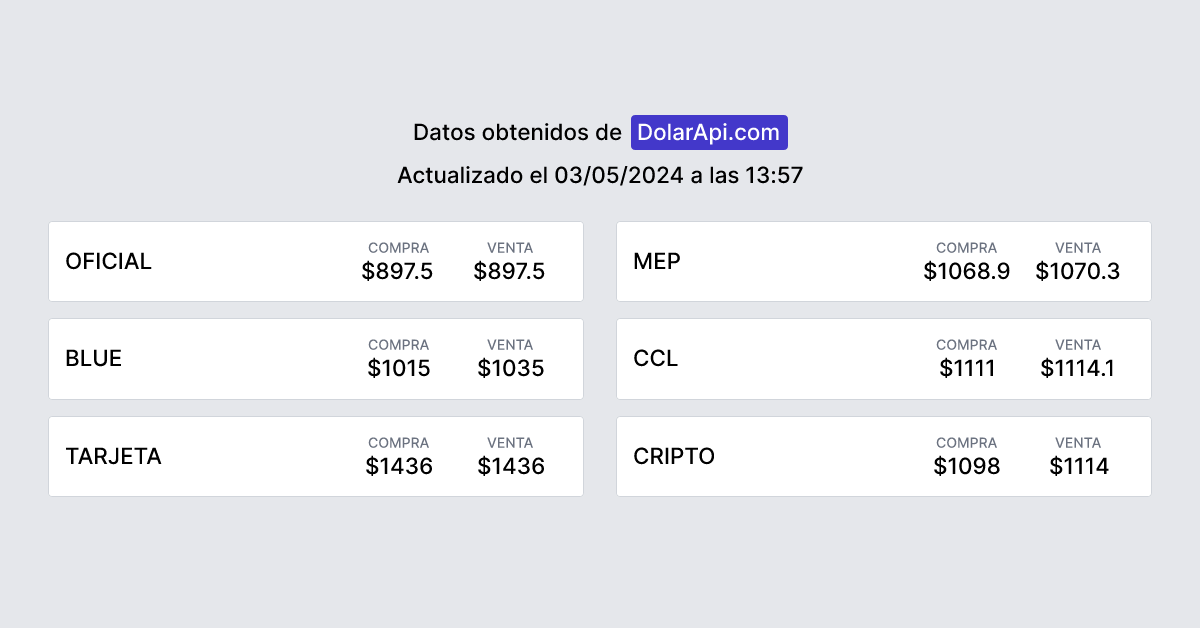 Datos obtenidos de DolarApi.com
Actualizado el 03/05/2024 a las 13:57
OFICIAL
COMPRA VENTA
$897.5 $897.5
MEP
COMPRA VENTA
$1068.9 $1070.3
BLUE
COMPRA VENTA
$1015 $1035
CCL
COMPRA VENTA
$1111 $1114.1
TARJETA
COMPRA VENTA
$1436 $1436
CRIPTO
COMPRA VENTA
$1098 $1114